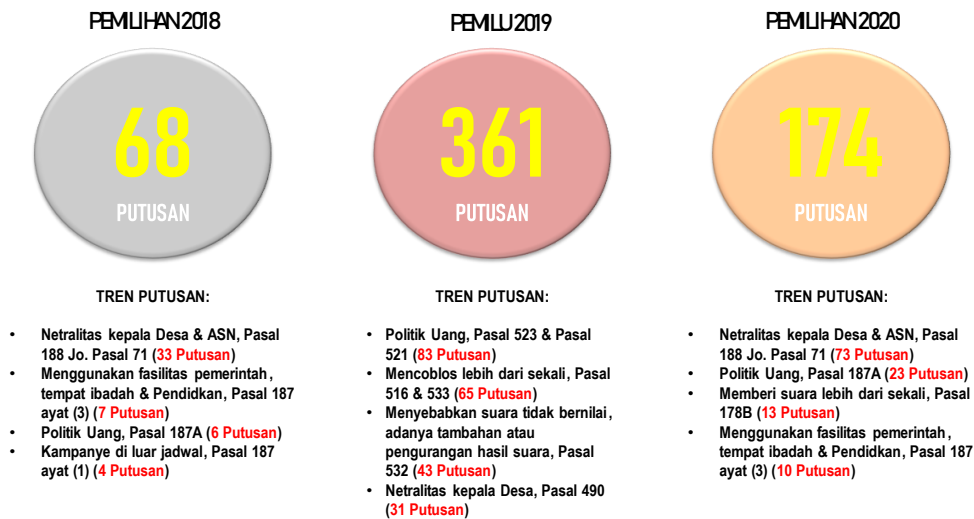 PEMILIHAN 2018
68
PUTUSAN
TREN PUTUSAN:
• Netralitas kepala Desa & ASN, Pasal
188 Jo. Pasal 71 (33 Putusan)
• Menggunakan fasilitas pemerintah,
tempat ibadah & Pendidkan, Pasal 187
ayat (3) (7 Putusan)
• Politik Uang, Pasal 187A (6 Putusan)
• Kampanye di luar jadwal, Pasal 187
ayat (1) (4 Putusan)
PEMILU 2019
361
PUTUSAN
TREN PUTUSAN:
• Politik Uang, Pasal 523 & Pasal
521 (83 Putusan)
• Mencoblos lebih dari sekali, Pasal
516 & 533 (65 Putusan)
• Menyebabkan suara tidak bernilai,
adanya tambahan atau
pengurangan hasil suara, Pasal
532 (43 Putusan)
• Netralitas kepala Desa, Pasal 490
(31 Putusan)
PEMILIHAN 2020
174
PUTUSAN
TREN PUTUSAN:
• Netralitas kepala Desa & ASN, Pasal
188 Jo. Pasal 71 (73 Putusan)
• Politik Uang, Pasal 187A (23 Putusan)
• Memberi suara lebih dari sekali, Pasal
178B (13 Putusan)
• Menggunakan fasilitas pemerintah,
tempat ibadah & Pendidkan, Pasal 187
ayat (3) (10 Putusan)